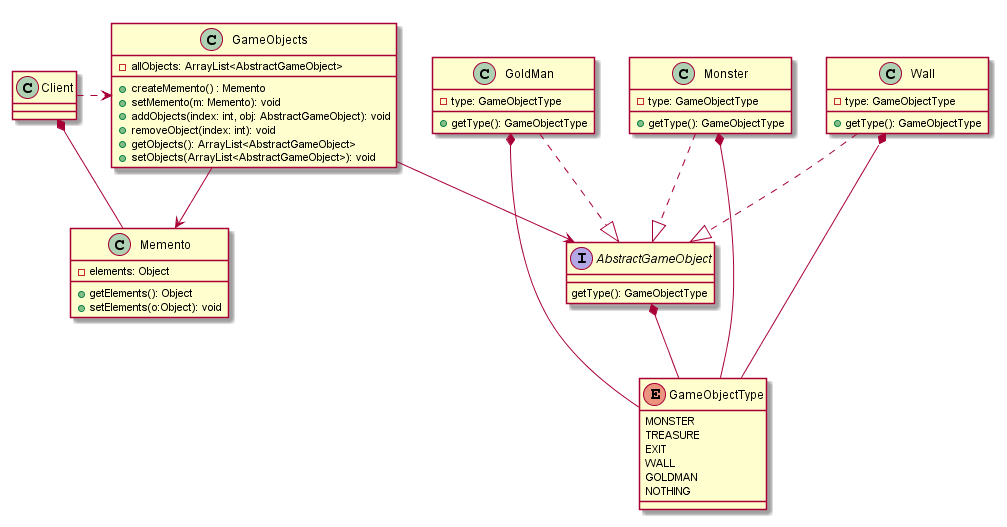 C Client
C GameObjects
allObjects: ArrayList<AbstractGameObject>
createMemento() : Memento
setMemento(m: Memento): void
addObjects(index: int, obj: AbstractGameObject): void
removeObject(index: int): void
getObjects(): ArrayList<AbstractGameObject>
setObjects(ArrayList<AbstractGameObject>): void
C GoldMan
type: GameObjectType
getType(): GameObjectType
C Monster
type: GameObjectType
getType(): GameObjectType
C Wall
type: GameObjectType
getType(): GameObjectType
C Memento
elements: Object
getElements(): Object
setElements(o:Object): void
I AbstractGameObject
getType(): GameObjectType
E GameObjectType
MONSTER
TREASURE
EXIT
WALL
GOLDMAN
NOTHING